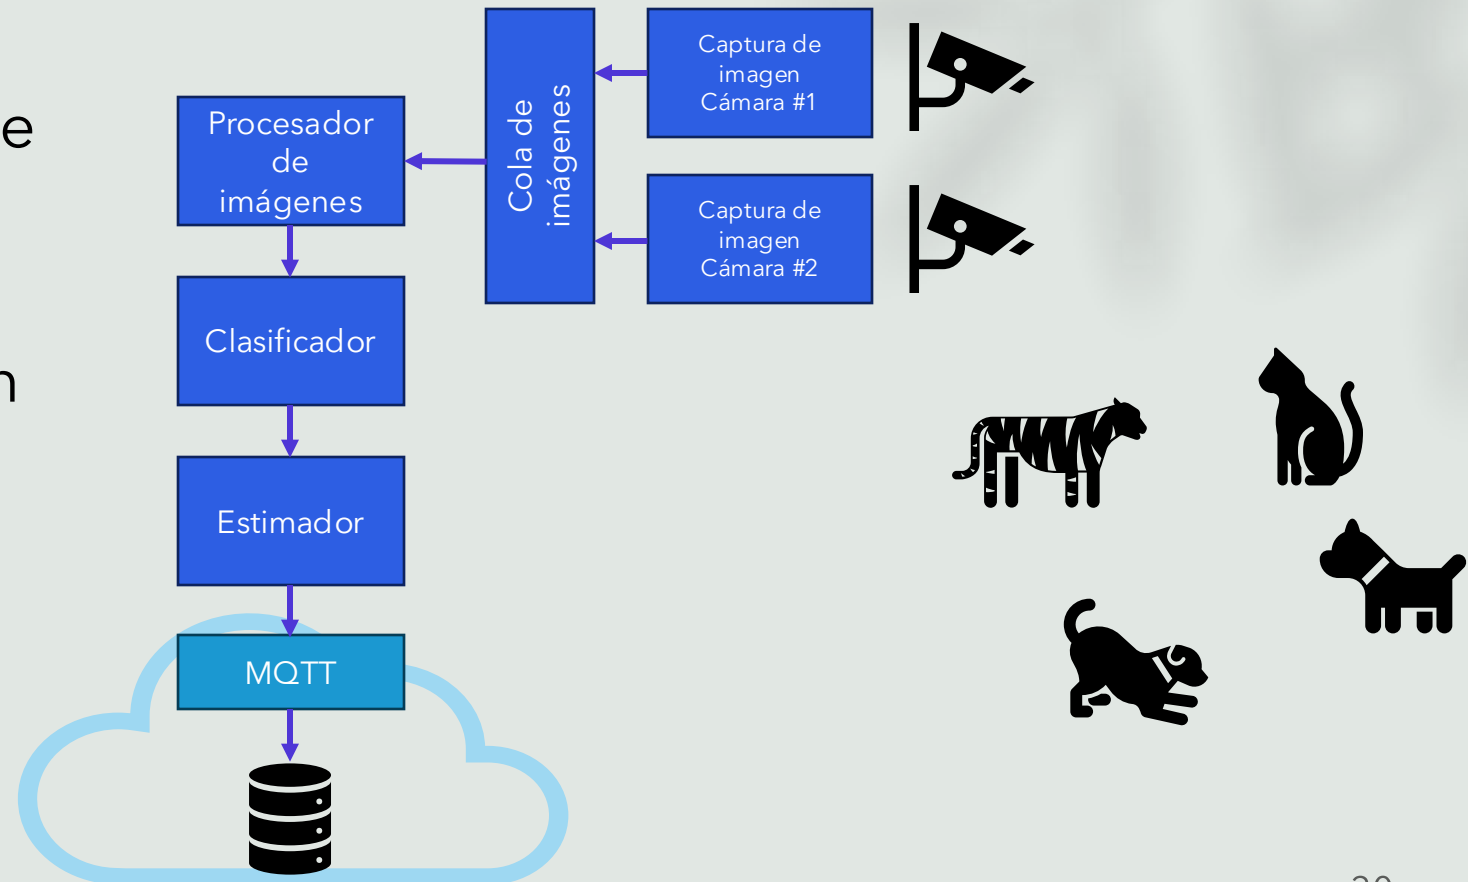 e
n
Procesador
de
imágenes
Cola de
imágenes
Captura de
imagen
Cámara #1
Captura de
imagen
Cámara #2
Clasificador
Estimador
MQTT